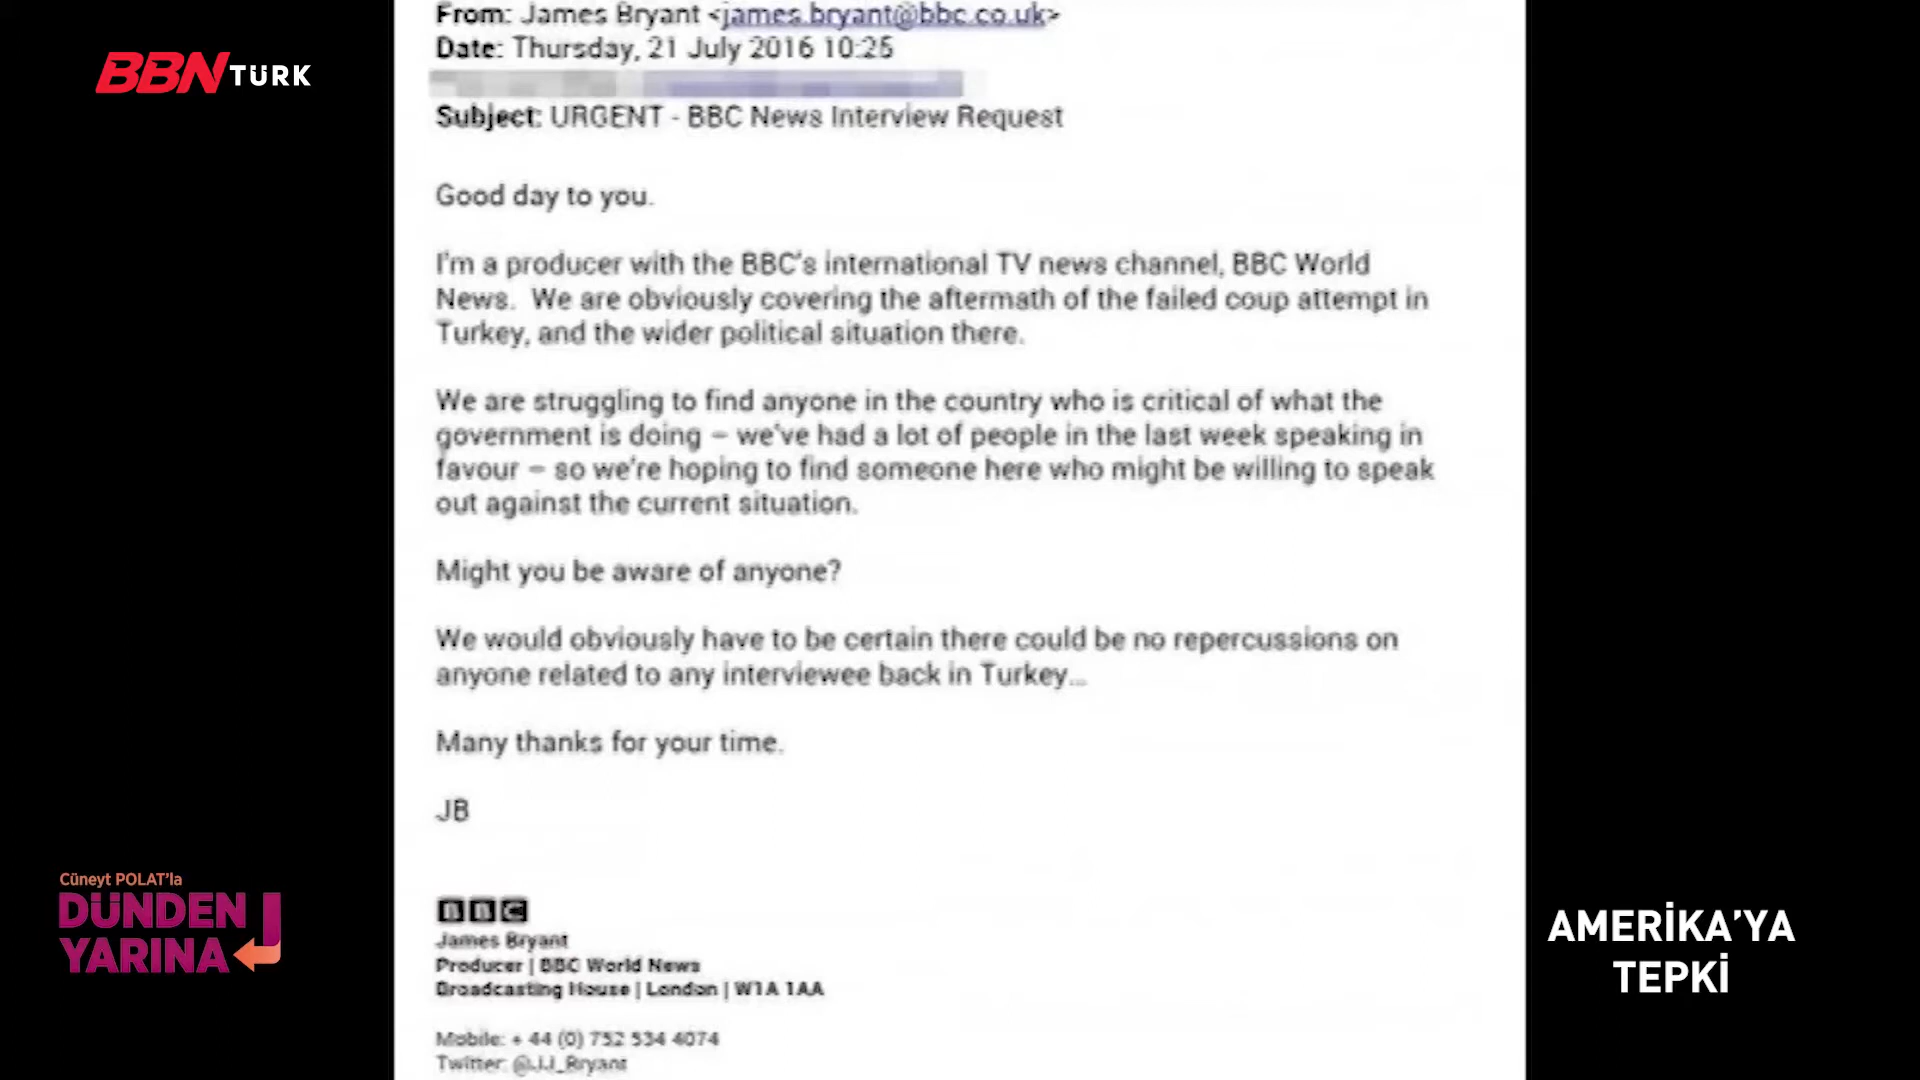 From: James Bryant <james.bryant@bbc.co.uk>
Date: Thursday, 21 July 2016 10:25
BBN TURK
Subject: URGENT - BBC News Interview Request
Good day to you.
I'm a producer with the BBC's international TV news channel, BBC World
News. We are obviously covering the aftermath of the failed coup attempt in
Turkey, and the wider political situation there.
We are struggling to find anyone in the country who is critical of what the
government is doing – we've had a lot of people in the last week speaking in
favour – so we're hoping to find someone here who might be willing to speak
out against the current situation.
Might you be aware of anyone?
We would obviously have to be certain there could be no repercussions on
anyone related to any interviewee back in Turkey...
Many thanks for your time.
JB
BBC
James Bryant
Producer | BBC World News
Broadcasting House | London | W1A 1AA
Mobile: + 44 (0) 752 534 4074
Twitter: @JJ_Bryant
Cüneyt POLAT'la
DÜNDEN
YARINA
AMERİKA'YA
TEPKİ